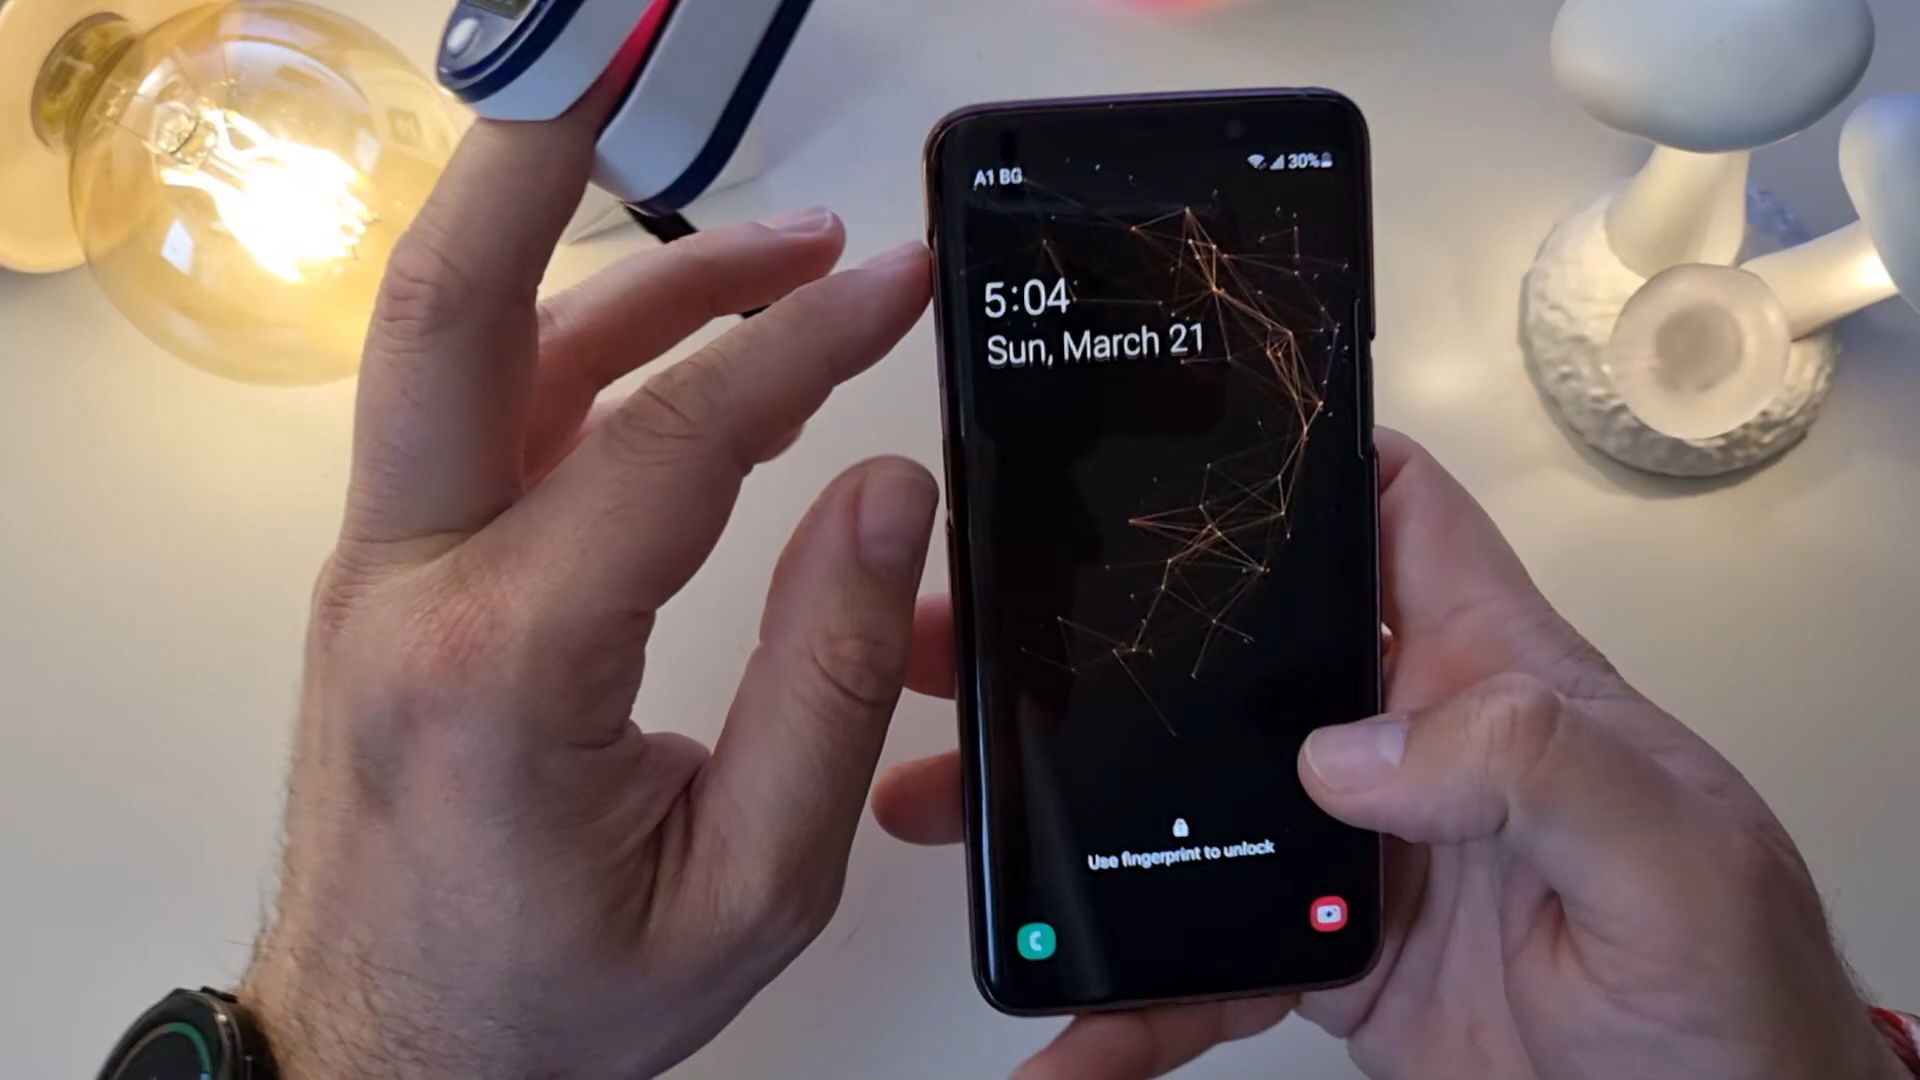 A1 BG
30%
5:04
Sun, March 21
Use fingerprint to unlock